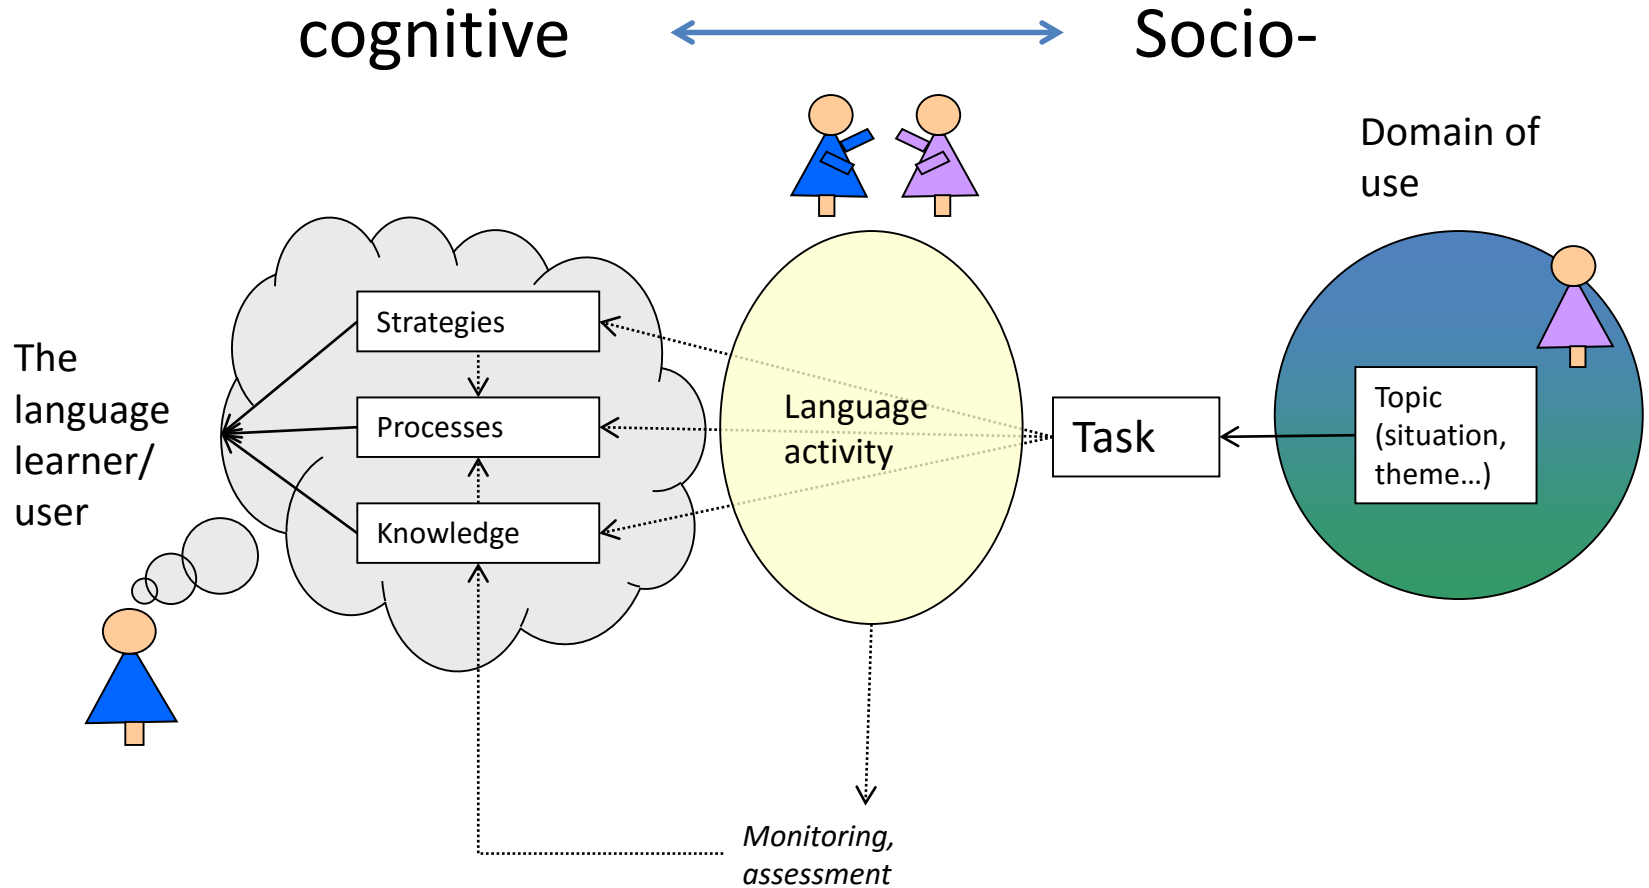 cognitive
Socio-
Domain of
use
The
language
learner/
user
Strategies
Processes
Knowledge
Language
activity
Task
Topic
(situation,
theme…)
Monitoring,
assessment